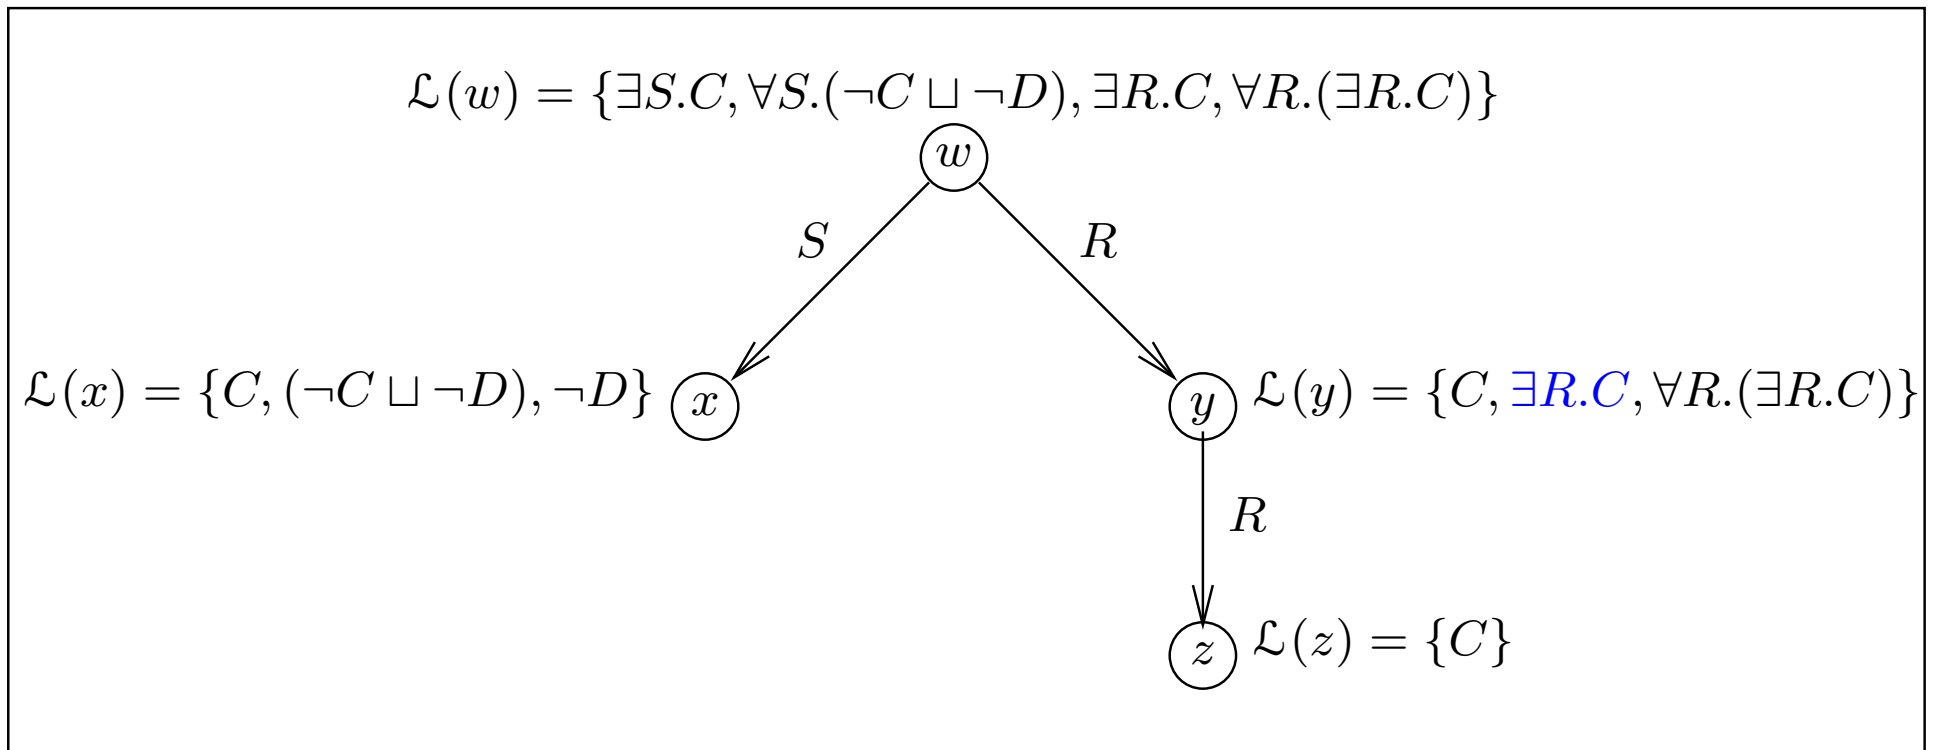 ℒ(w) = {∃S.C, ∀S.(¬C ⊔ ¬D), ∃R.C, ∀R.(∃R.C)}
w
S
R
ℒ(x) = {C, (¬C ⊔ ¬D), ¬D}
x
y
ℒ(y) = {C, ∃R.C, ∀R.(∃R.C)}
R
z
ℒ(z) = {C}